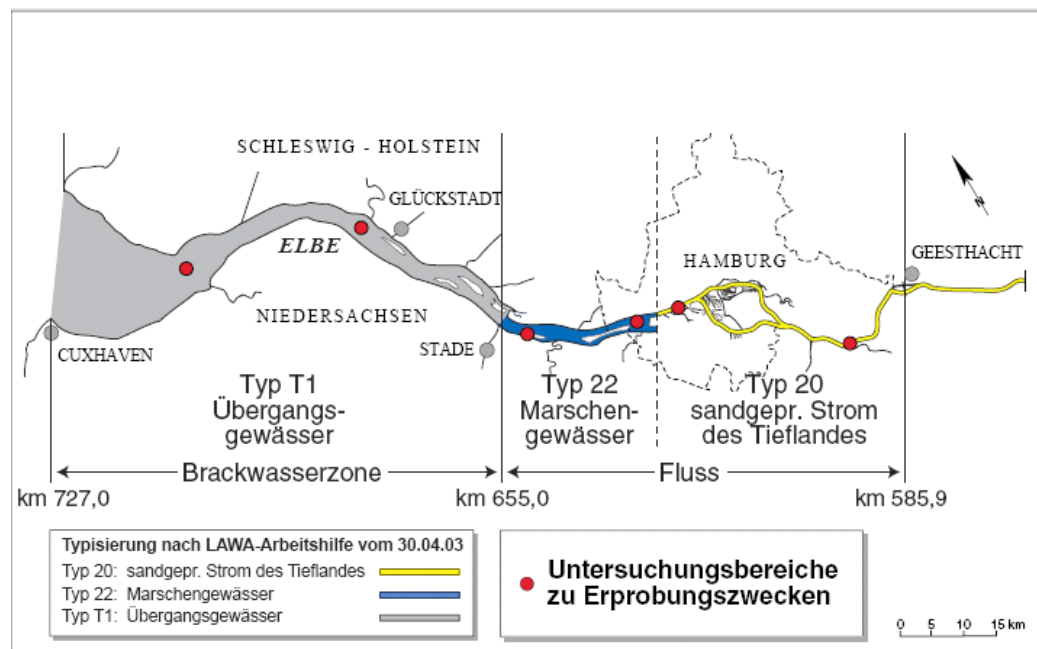 SCHLESWIG - HOLSTEIN
GLÜCKSTADT
ELBE
N
GEESTHACHT
HAMBURG
NIEDERSACHSEN
STADE
CUXHAVEN
Typ T1
Übergangs-
gewässer
Typ 22
Marschen-
gewässer
Typ 20
sandgepr. Strom
des Tieflandes
Brackwasserzone
Fluss
km 727,0
km 655,0
km 585,9
Typisierung nach LAWA-Arbeitshilfe vom 30.04.03
Typ 20: sandgepr. Strom des Tieflandes
Typ 22: Marschengewässer
Typ T1: Übergangsgewässer
Untersuchungsbereiche
zu Erprobungszwecken
0 5 10 15 km